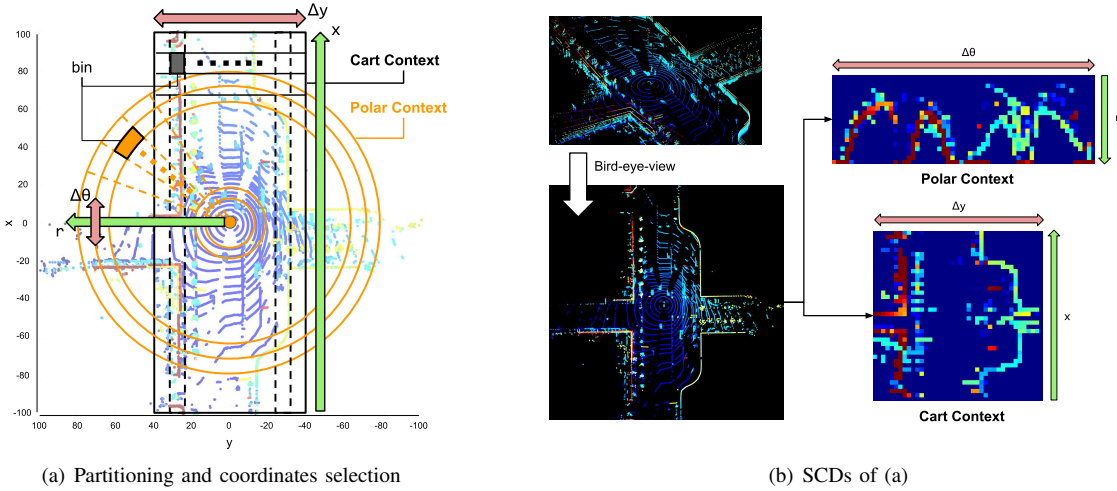 Δy
x
100
80
60
40
20
0
-20
-40
-60
-80
-100
x
bin
Cart Context
Polar Context
Δθ
r
100 80 60 40 20 0 -20 -40 -60 -80 -100
y
(a) Partitioning and coordinates selection
Bird-eye-view
Δθ
Polar Context
Δy
x
Cart Context
(b) SCDs of (a)